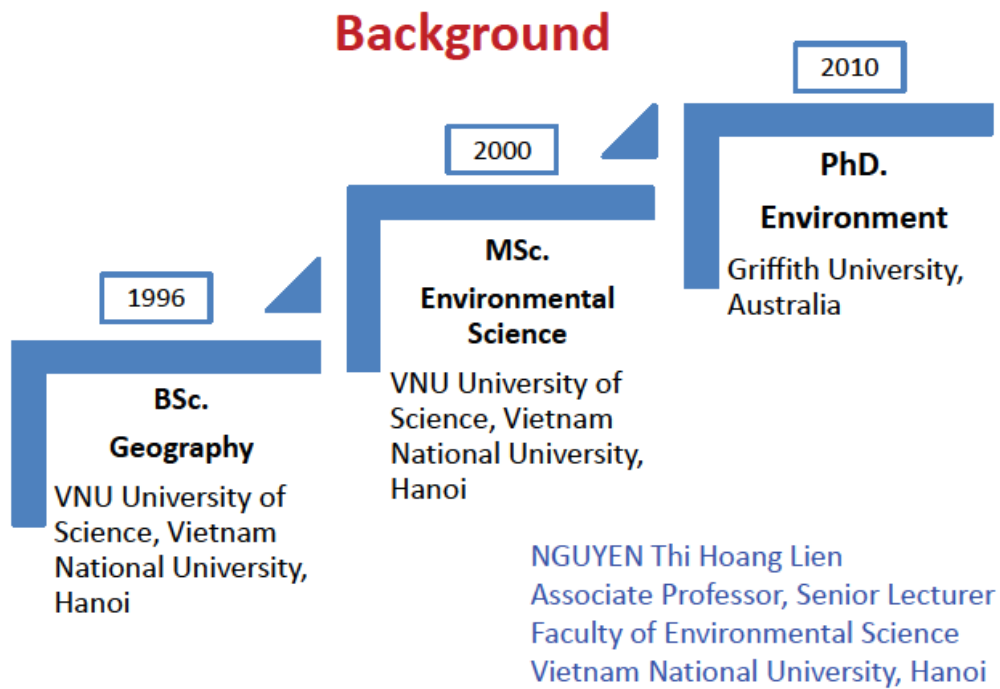 Background
1996
BSc.
Geography
VNU University of
Science, Vietnam
National University,
Hanoi
2000
MSc.
Environmental
Science
VNU University of
Science, Vietnam
National University,
Hanoi
2010
PhD.
Environment
Griffith University,
Australia
NGUYEN Thi Hoang Lien
Associate Professor, Senior Lecturer
Faculty of Environmental Science
Vietnam National University, Hanoi